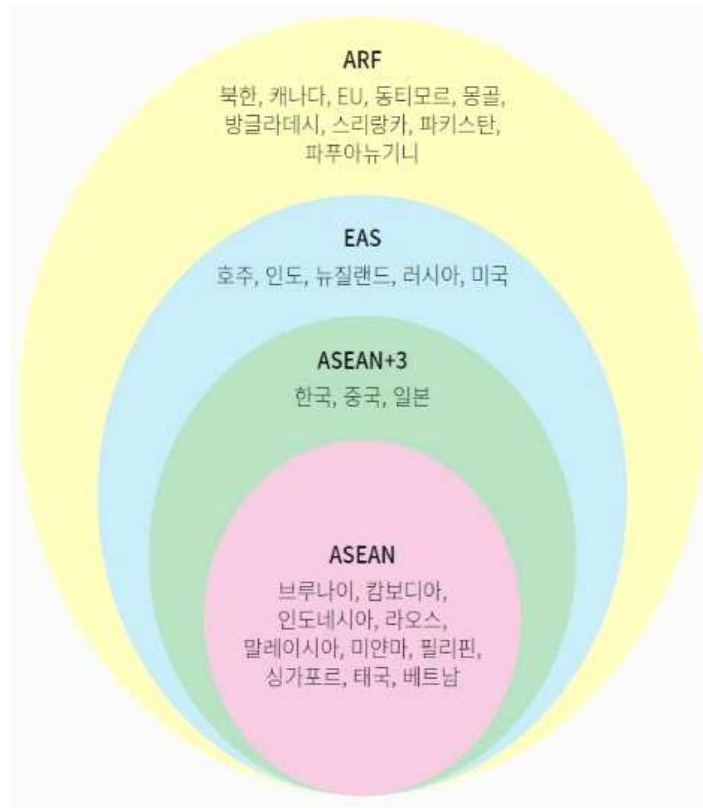 ARF
북한, 캐나다, EU, 동티모르, 몽골,
방글라데시, 스리랑카, 파키스탄,
파푸아뉴기니
EAS
호주, 인도, 뉴질랜드, 러시아, 미국
ASEAN+3
한국, 중국, 일본
ASEAN
브루나이, 캄보디아,
인도네시아, 라오스,
말레이시아, 미얀마, 필리핀,
싱가포르, 태국, 베트남